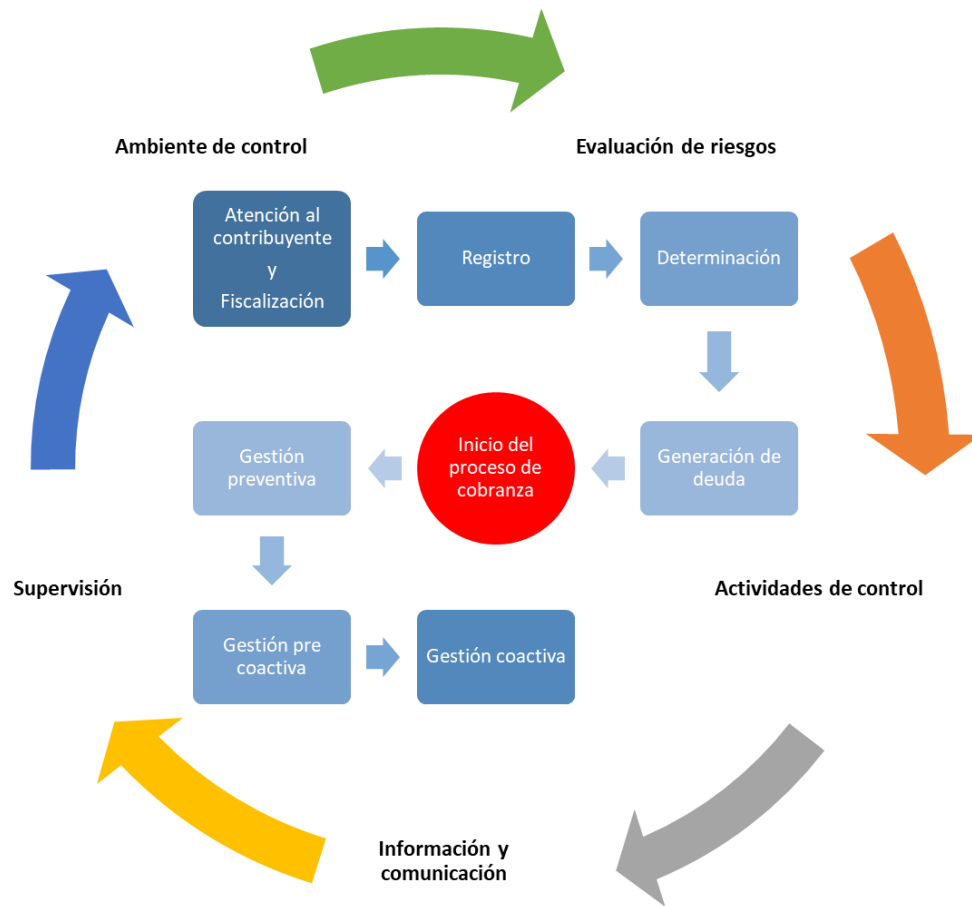 Ambiente de control
Evaluación de riesgos
Atención al
contribuyente
y
Fiscalización
Registro
Determinación
Gestión
preventiva
Inicio del
proceso de
cobranza
Generación de
deuda
Supervisión
Actividades de control
Gestión pre
coactiva
Gestión coactiva
Información y
comunicación